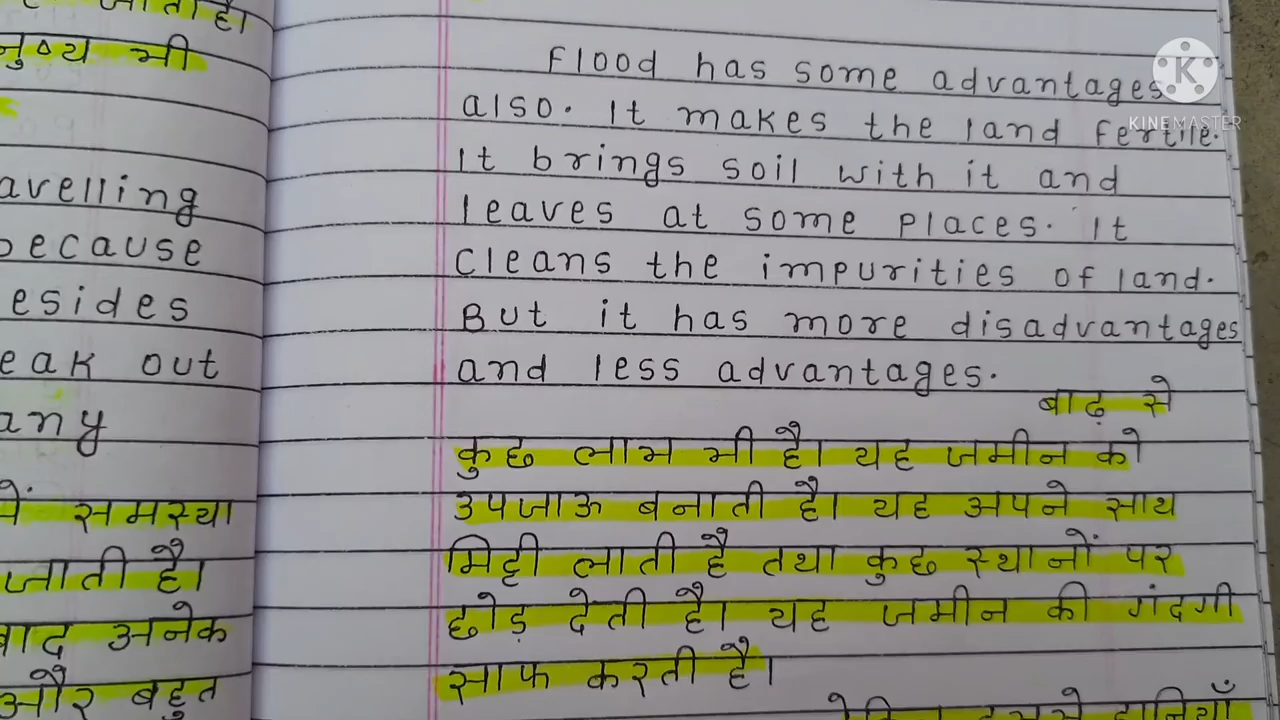 नुष्य भी
avelling
because
esides
eak out
any
में समस्या
जाती है।
बाद अनेक
और बहुत
Flood has some advantages
also. It makes the land fertile.
It brings soil with it and
leaves at some places. It
cleans the impurities of land.
But it has more disadvantages
and less advantages.
बाढ़ से
कुछ लाभ भी है। यह जमीन को
उपजाऊ बनाती है। यह अपने साथ
मिट्टी लाती है तथा कुछ स्थानों पर
छोड़ देती है। यह जमीन की गंदगी
साफ करती है।
K
KINEMASTER